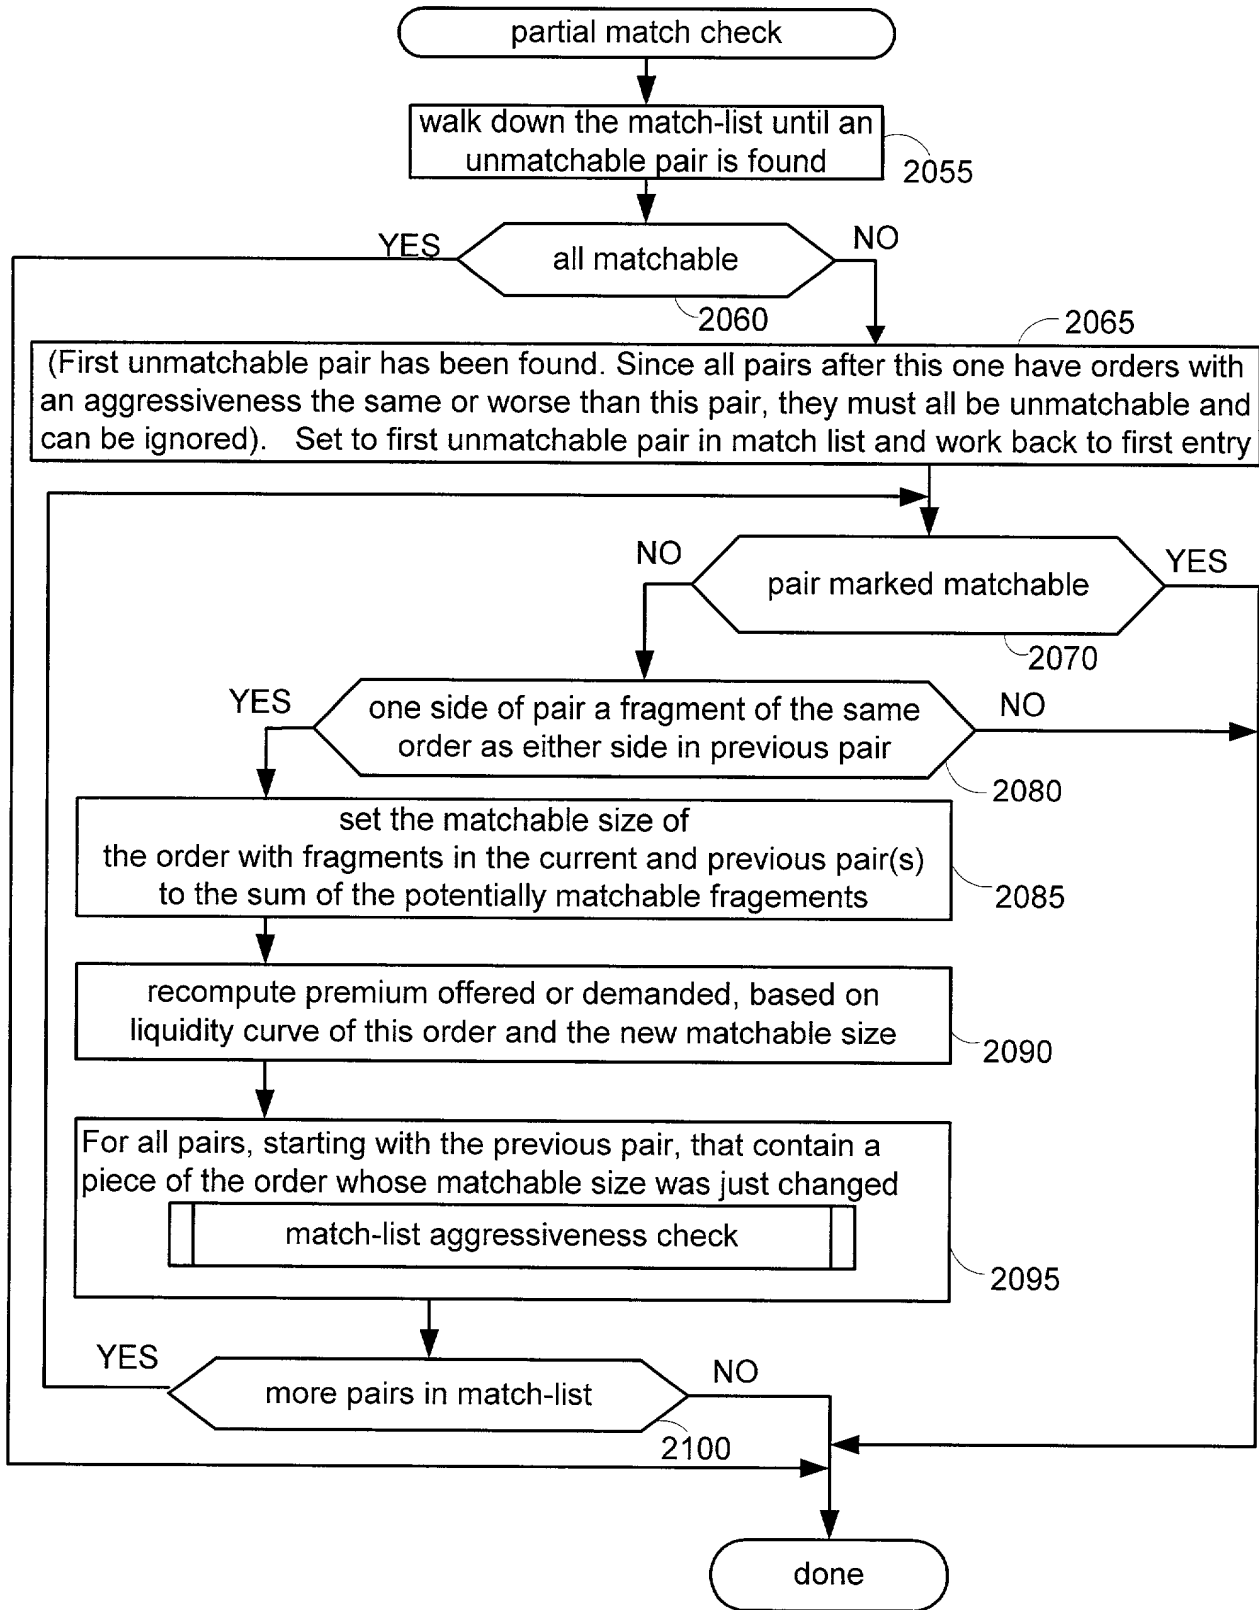 partial match check
walk down the match-list until an
unmatchable pair is found
2055
YES
NO
all matchable
2060
2065
(First unmatchable pair has been found. Since all pairs after this one have orders with
an aggressiveness the same or worse than this pair, they must all be unmatchable and
can be ignored). Set to first unmatchable pair in match list and work back to first entry
NO
YES
pair marked matchable
2070
YES
NO
one side of pair a fragment of the same
order as either side in previous pair
2080
set the matchable size of
the order with fragments in the current and previous pair(s)
to the sum of the potentially matchable fragements
2085
recompute premium offered or demanded, based on
liquidity curve of this order and the new matchable size
2090
For all pairs, starting with the previous pair, that contain a
piece of the order whose matchable size was just changed
match-list aggressiveness check
2095
YES
NO
more pairs in match-list
2100
done